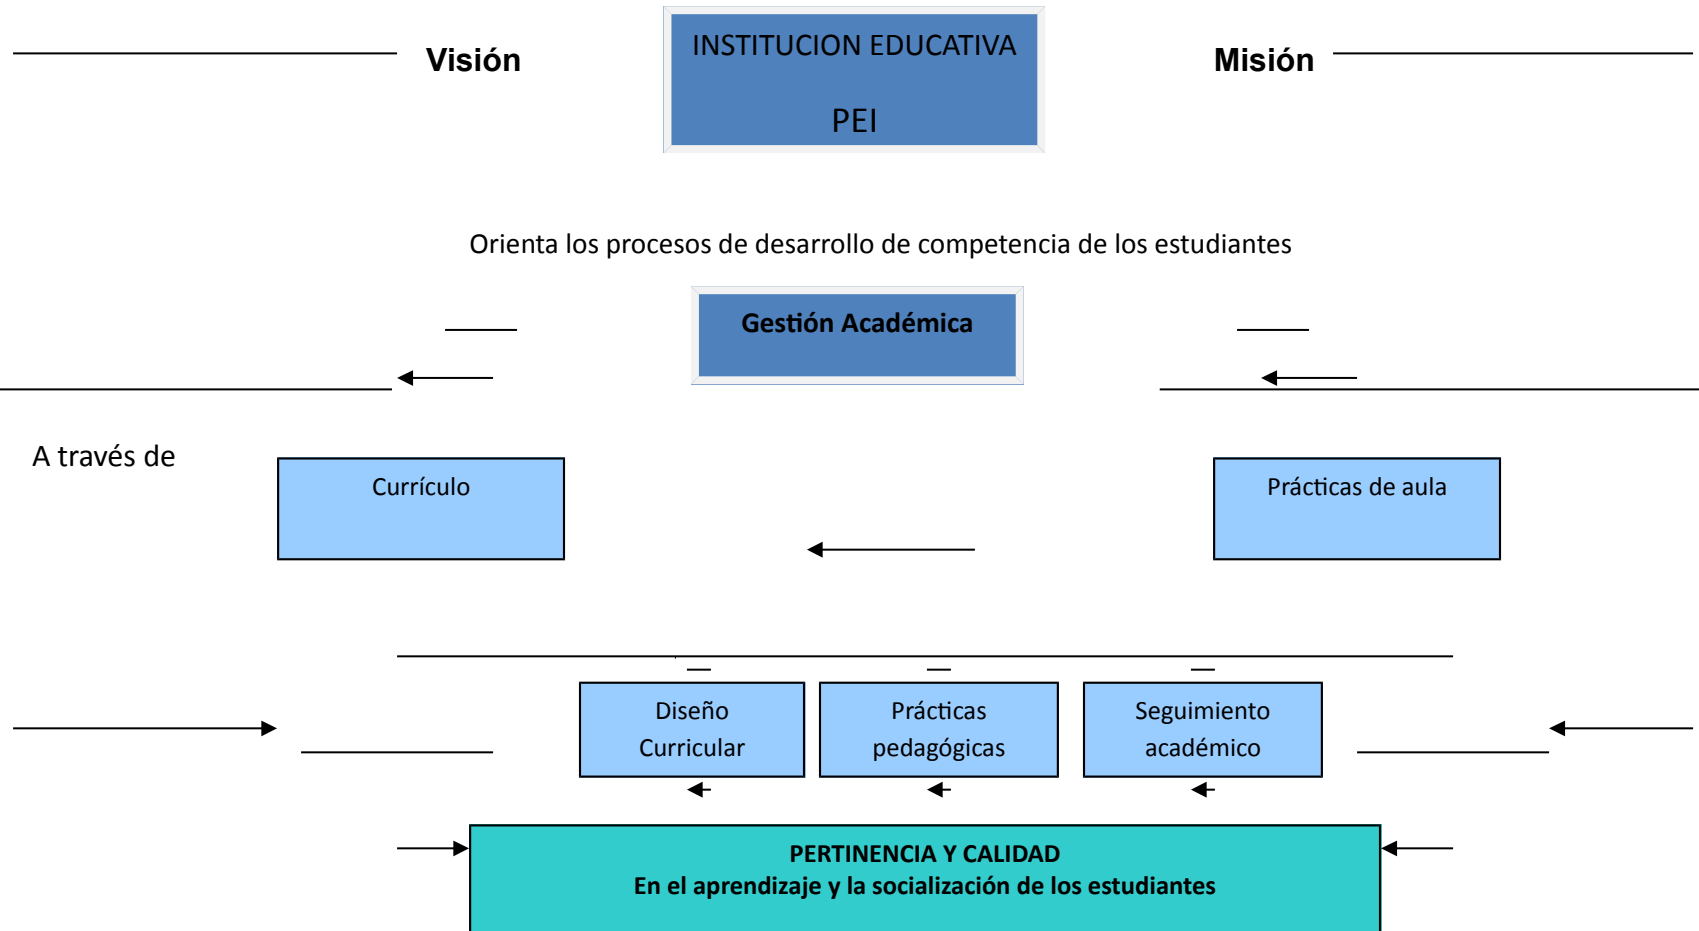 Visión
INSTITUCION EDUCATIVA
PEI
Misión
Orienta los procesos de desarrollo de competencia de los estudiantes
Gestión Académica
A través de
Currículo
Prácticas de aula
Diseño
Curricular
Prácticas
pedagógicas
Seguimiento
académico
PERTINENCIA Y CALIDAD
En el aprendizaje y la socialización de los estudiantes